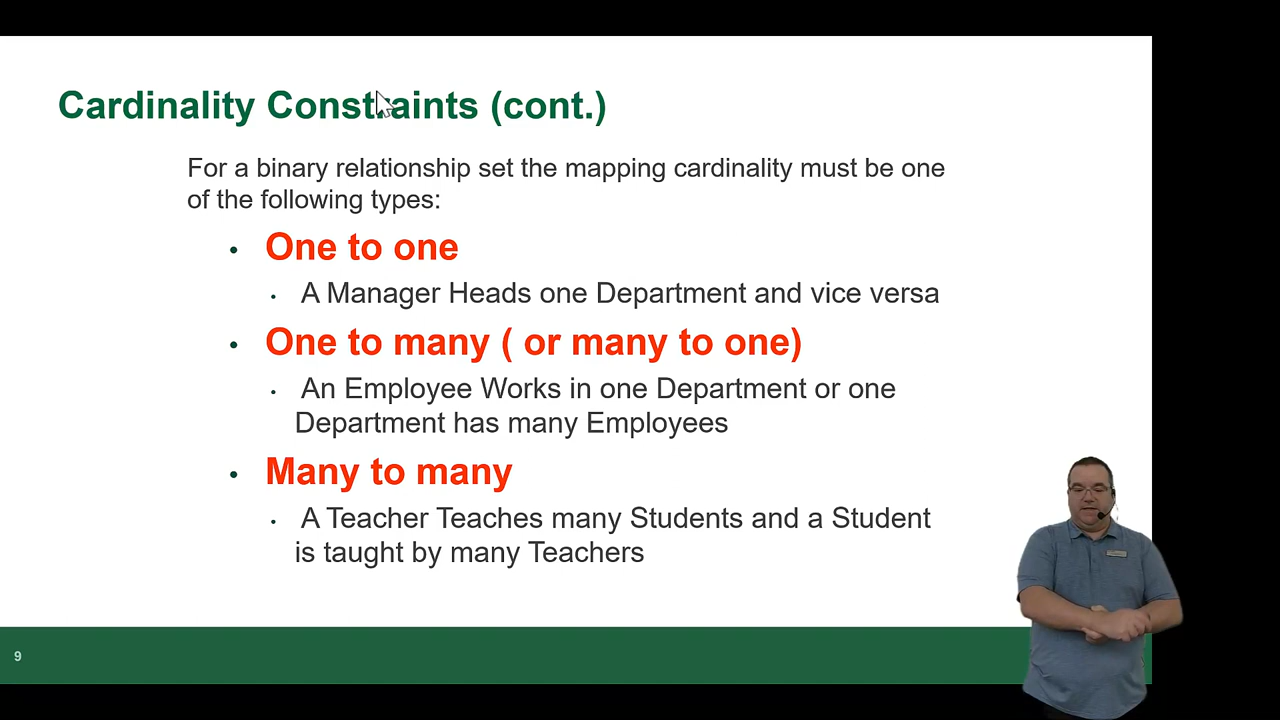 Cardinality Constraints (cont.)
For a binary relationship set the mapping cardinality must be one
of the following types:
• One to one
• A Manager Heads one Department and vice versa
• One to many ( or many to one)
• An Employee Works in one Department or one
Department has many Employees
• Many to many
• A Teacher Teaches many Students and a Student
is taught by many Teachers
9